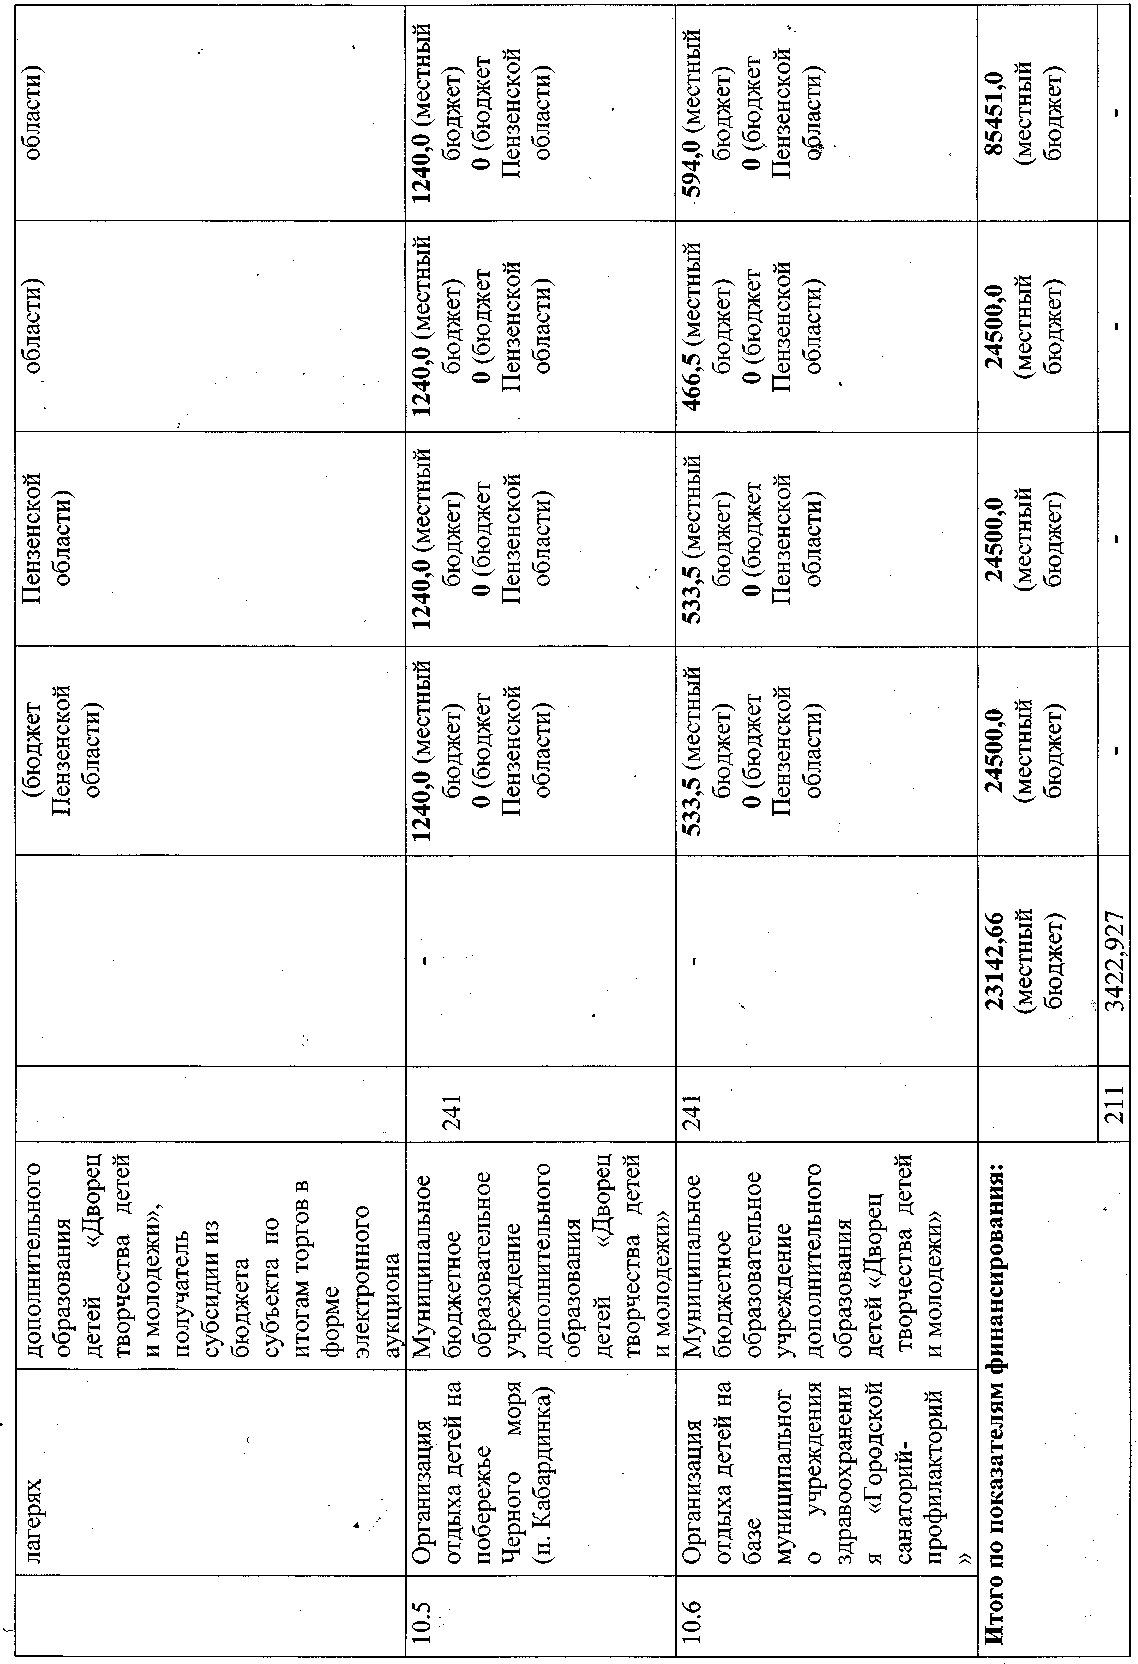 лагерях
дополнительного
образования
детей «Дворец
творчества детей
и молодежи»,
получатель
субсидии из
бюджета
субъекта по
итогам торгов в
форме
электронного
аукциона
(бюджет
Пензенской
области)
Пензенской
области)
области)
области)
10.5
Организация
отдыха детей на
побережье
Черного моря
(п. Кабардинка)
Муниципальное
бюджетное
образовательное
учреждение
дополнительного
образования
детей «Дворец
творчества детей
и молодежи»
241
-
1240,0 (местный
бюджет)
0 (бюджет
Пензенской
области)
1240,0 (местный
бюджет)
0 (бюджет
Пензенской
области)
1240,0 (местный
бюджет)
0 (бюджет
Пензенской
области)
1240,0 (местный
бюджет)
0 (бюджет
Пензенской
области)
10.6
Организация
отдыха детей на
базе
муниципальног
о учреждения
здравоохранени
я «Городской
санаторий-
профилакторий
»
Муниципальное
бюджетное
образовательное
учреждение
дополнительного
образования
детей «Дворец
творчества детей
и молодежи»
241
-
533,5 (местный
бюджет)
0 (бюджет
Пензенской
области)
533,5 (местный
бюджет)
0 (бюджет
Пензенской
области)
466,5 (местный
бюджет)
0 (бюджет
Пензенской
области)
594,0 (местный
бюджет)
0 (бюджет
Пензенской
области)
Итого по показателям финансирования:
23142,66
(местный
бюджет)
24500,0
(местный
бюджет)
24500,0
(местный
бюджет)
24500,0
(местный
бюджет)
85451,0
(местный
бюджет)
211
3422,927
-
-
-
-